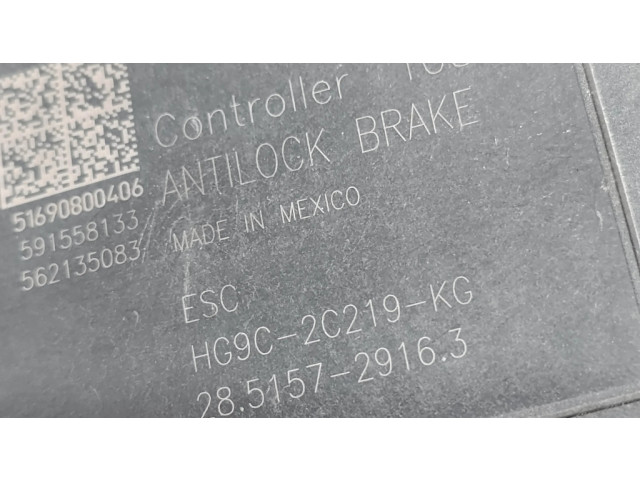 Controller
ANTILOCK BRAKE
51690800406
591558133
562135083
MADE IN MEXICO
ESC
HG9C-2C219-KG
28.5157-2916.3